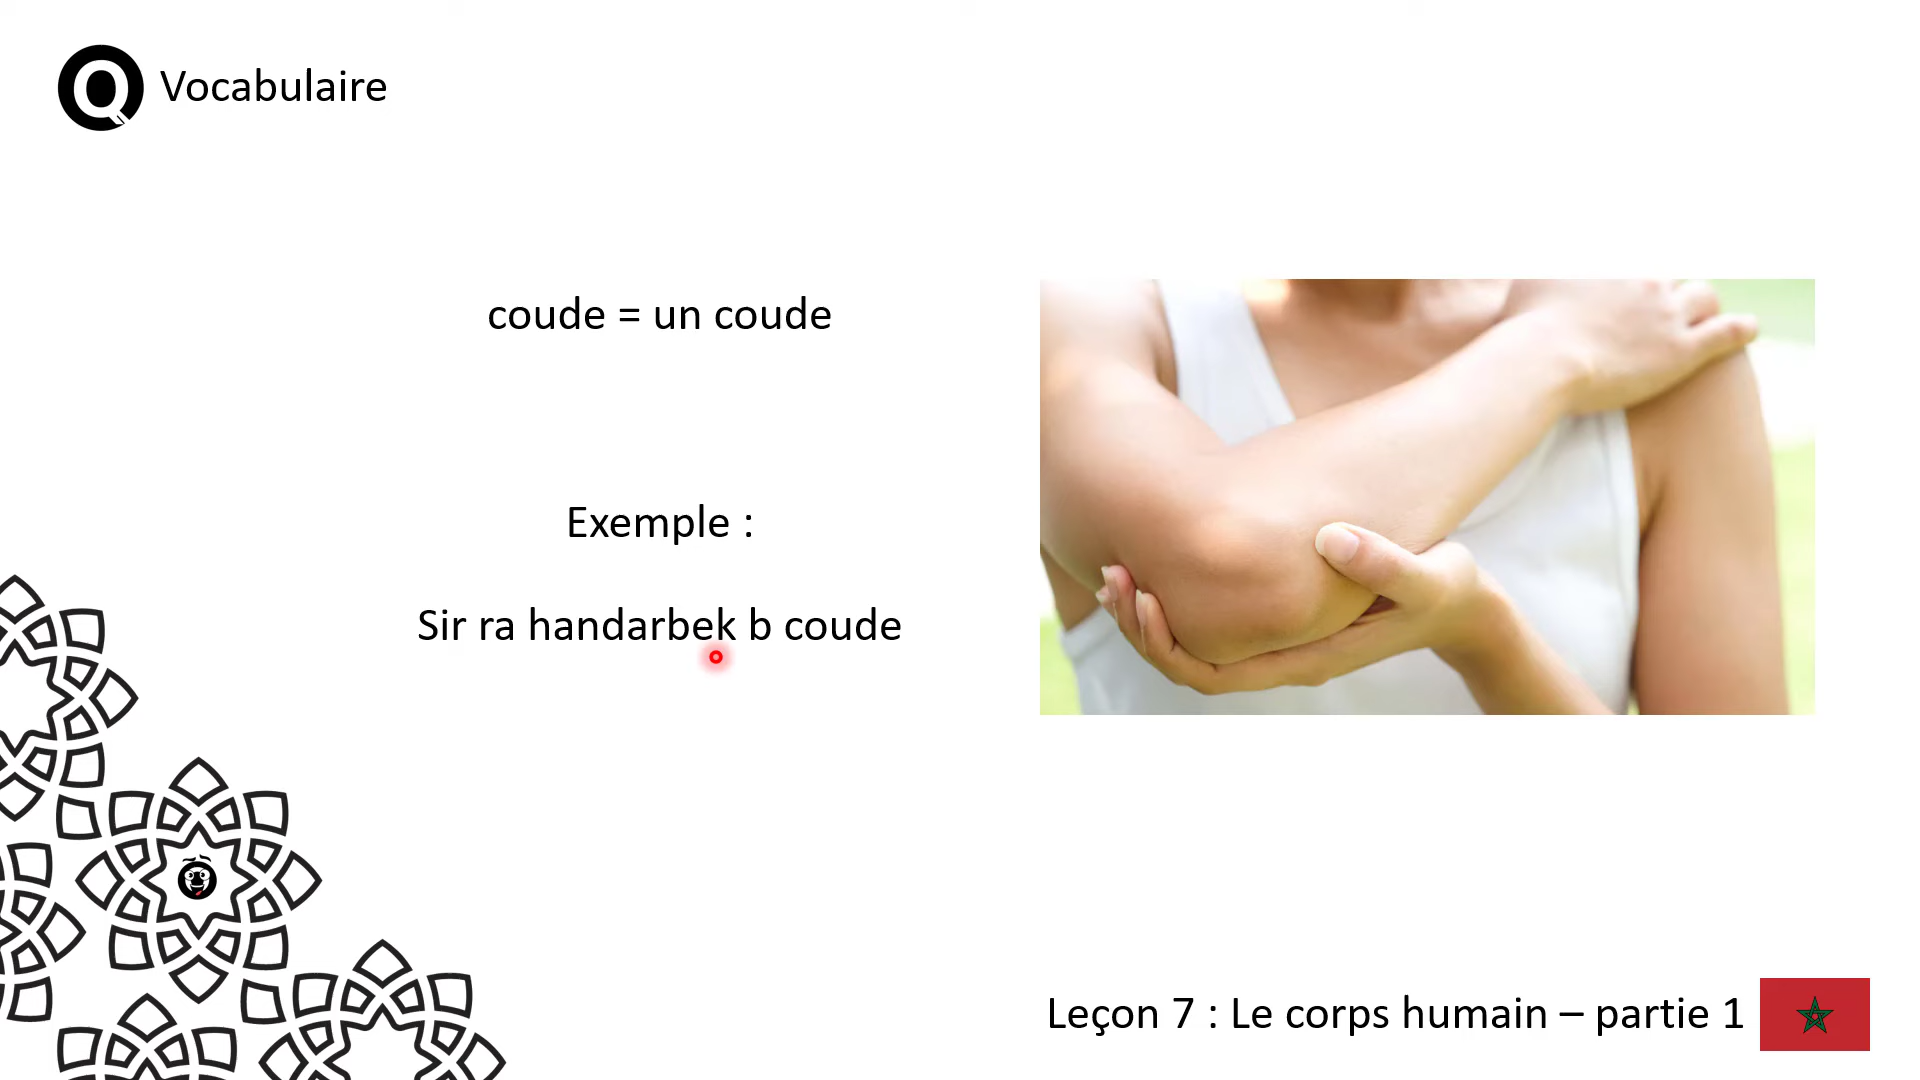 Q Vocabulaire
coude = un coude
Exemple :
Sir ra handarbek b coude
Leçon 7 : Le corps humain – partie 1